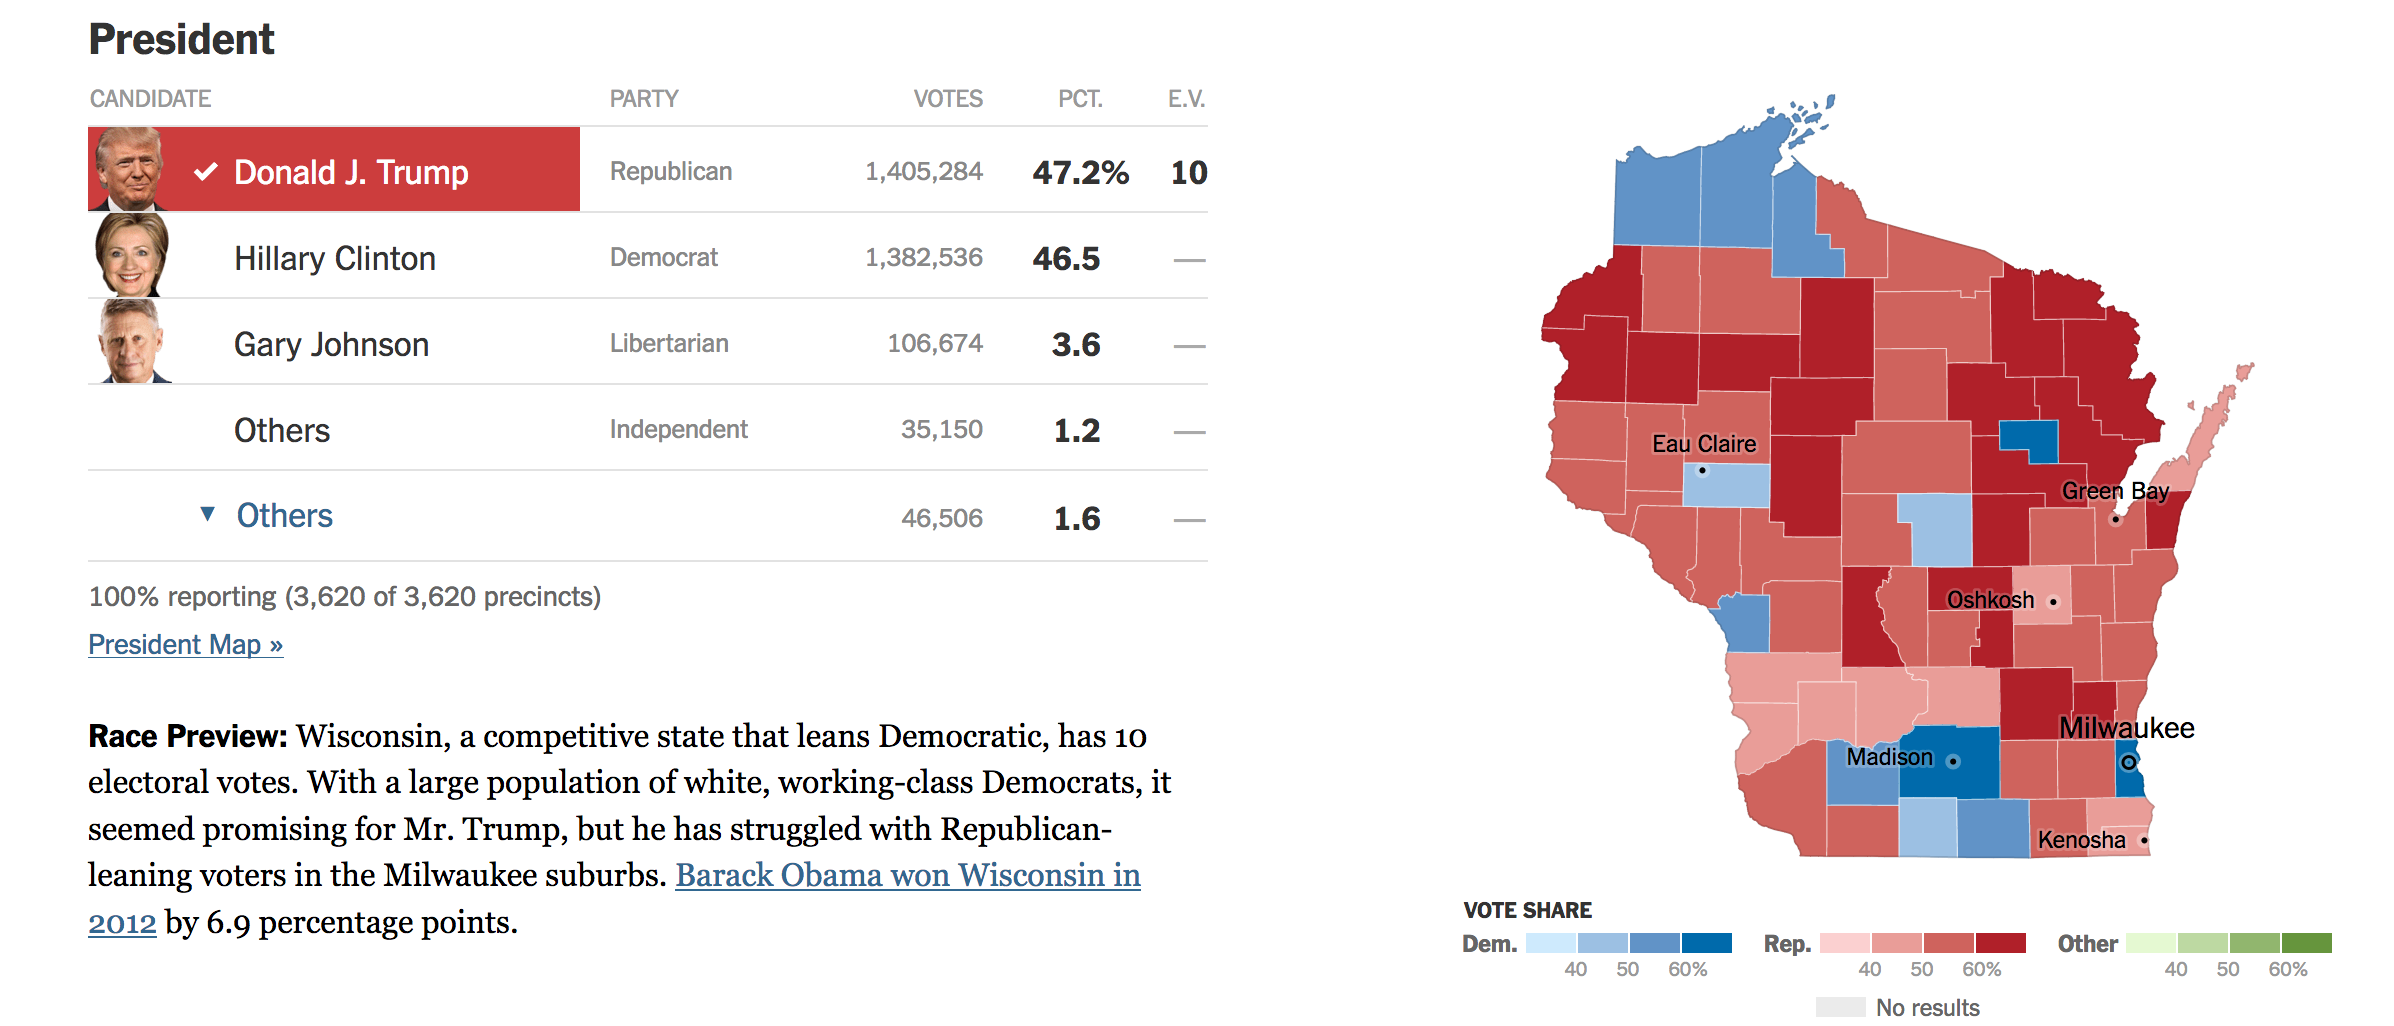 President
CANDIDATE PARTY VOTES PCT. E.V.
✓ Donald J. Trump Republican 1,405,284 47.2% 10
Hillary Clinton Democrat 1,382,536 46.5 —
Gary Johnson Libertarian 106,674 3.6 —
Others Independent 35,150 1.2 —
▼ Others 46,506 1.6 —
100% reporting (3,620 of 3,620 precincts)
President Map »
Race Preview: Wisconsin, a competitive state that leans Democratic, has 10
electoral votes. With a large population of white, working-class Democrats, it
seemed promising for Mr. Trump, but he has struggled with Republican-
leaning voters in the Milwaukee suburbs. Barack Obama won Wisconsin in
2012 by 6.9 percentage points.
Eau Claire
Green Bay
Oshkosh
Milwaukee
Madison
Kenosha
VOTE SHARE
Dem. Rep. Other
40 50 60% 40 50 60% 40 50 60%
No results